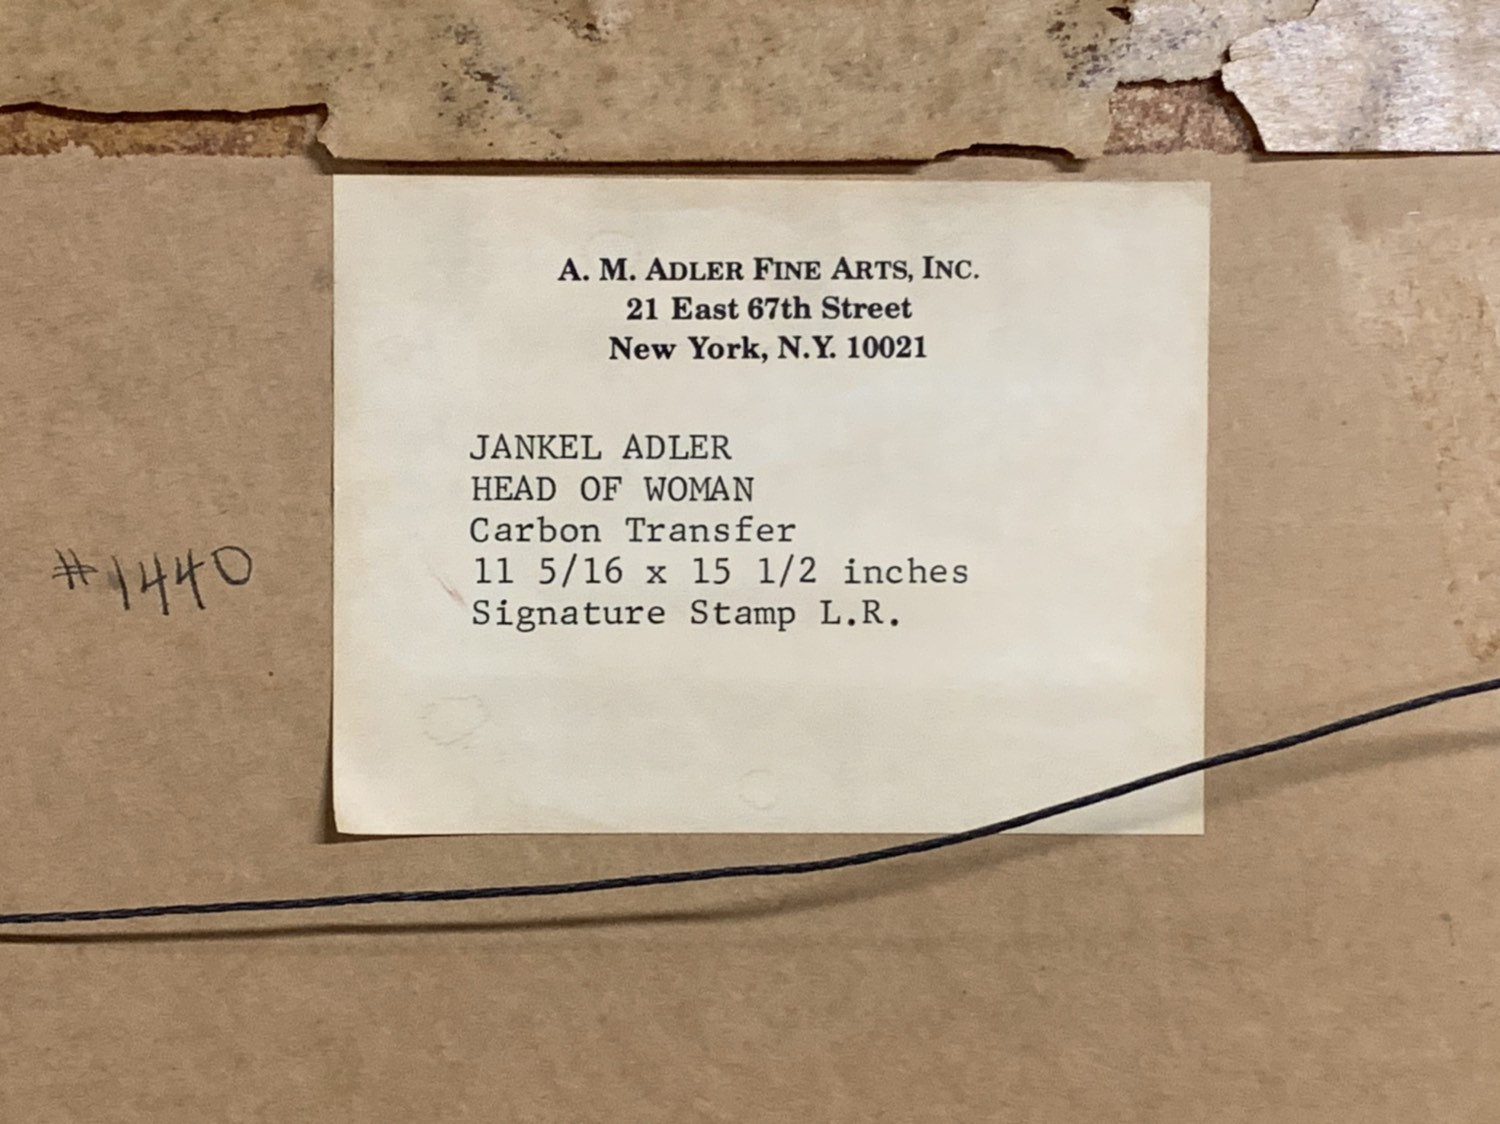 A. M. ADLER FINE ARTS, INC.
21 East 67th Street
New York, N.Y. 10021
JANKEL ADLER
HEAD OF WOMAN
Carbon Transfer
11 5/16 x 15 1/2 inches
Signature Stamp L.R.
#1440